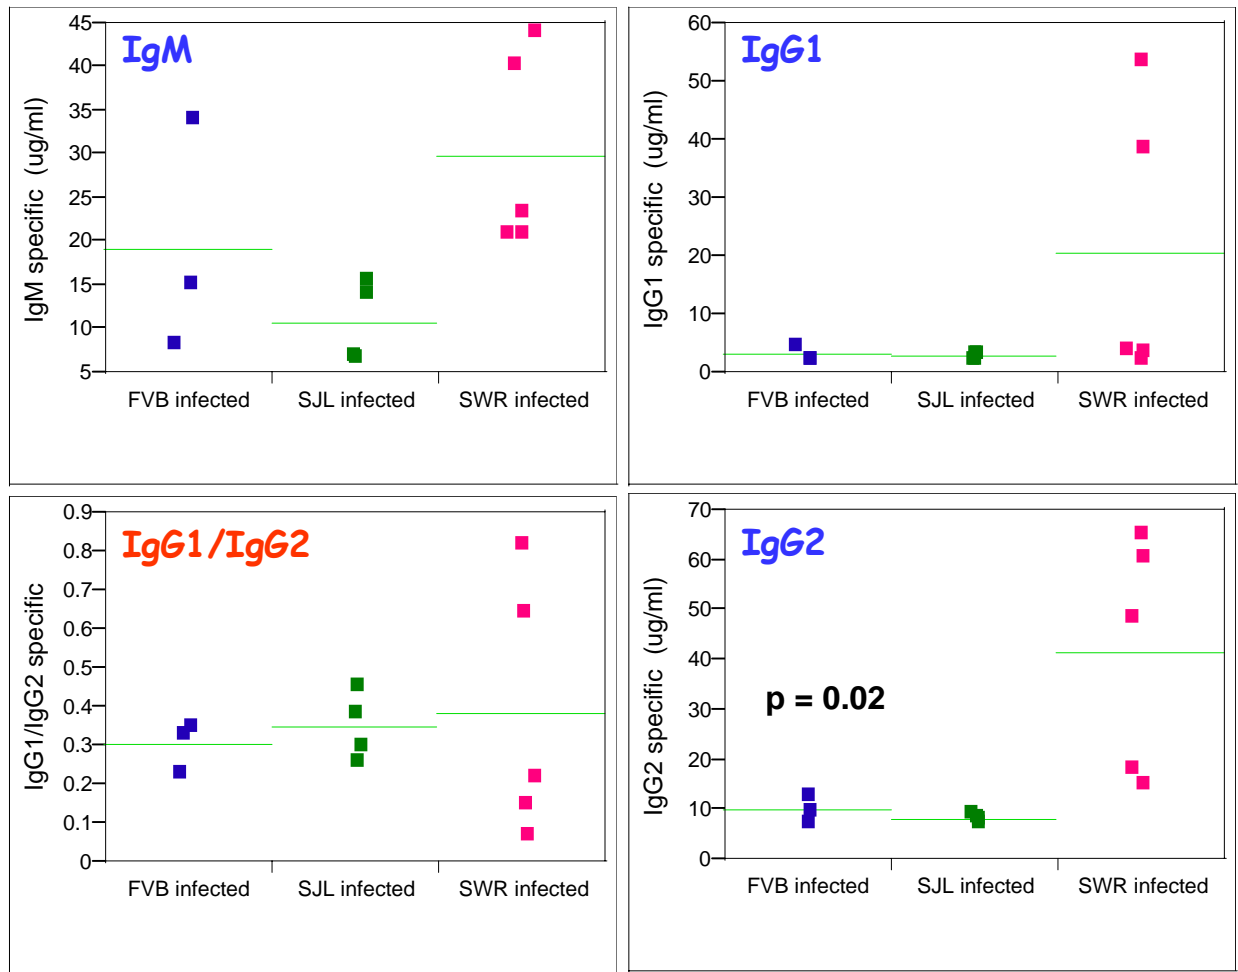 IgM
IgM specific (ug/ml)
45
40
35
30
25
20
15
10
5
FVB infected SJL infected SWR infected
IgG1
IgG1 specific (ug/ml)
60
50
40
30
20
10
0
FVB infected SJL infected SWR infected
IgG1/IgG2
IgG1/IgG2 specific
0.9
0.8
0.7
0.6
0.5
0.4
0.3
0.2
0.1
0
FVB infected SJL infected SWR infected
IgG2
IgG2 specific (ug/ml)
70
60
50
40
30
20
10
0
p = 0.02
FVB infected SJL infected SWR infected